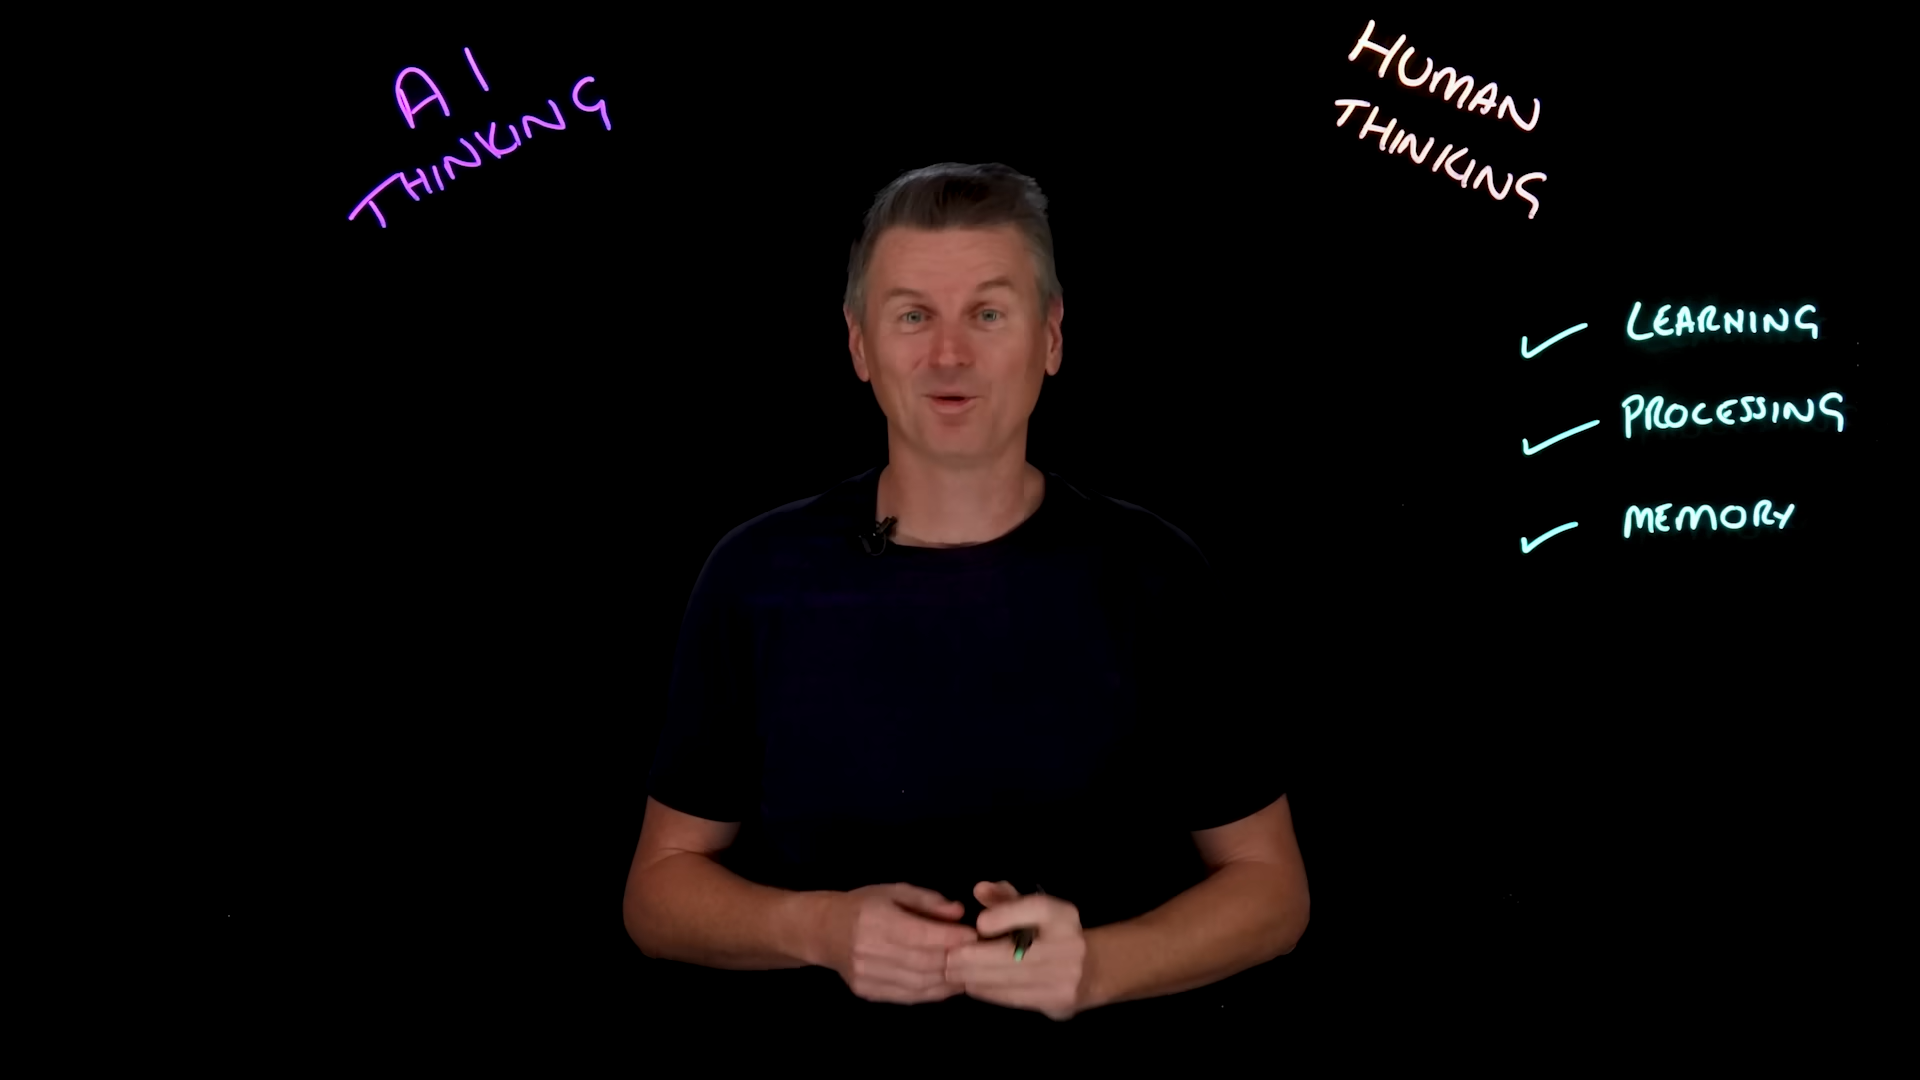 AI
THINKING
HUMAN
THINKING
✓ LEARNING
✓ PROCESSING
✓ MEMORY